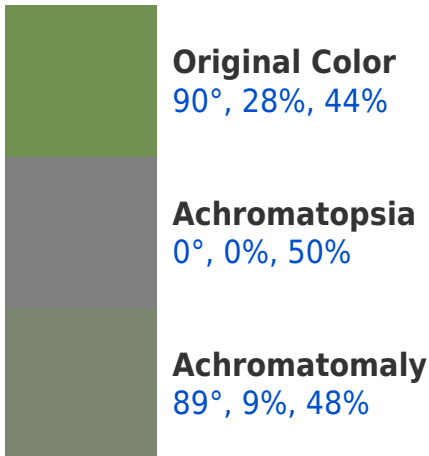 Original Color
90°, 28%, 44%
Achromatopsia
0°, 0%, 50%
Achromatomaly
89°, 9%, 48%